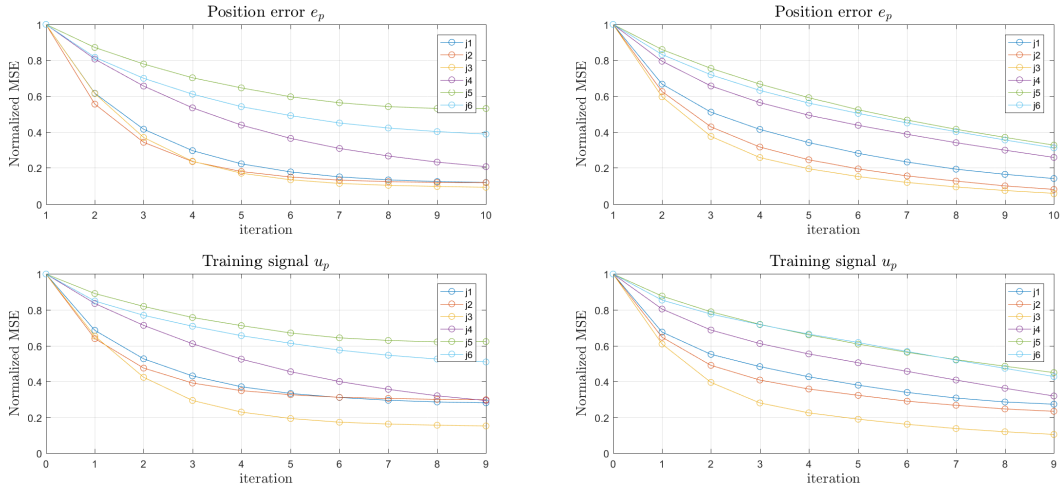 Position error e_p
Normalized MSE
1
0.8
0.6
0.4
0.2
0
1 2 3 4 5 6 7 8 9 10
iteration
j1
j2
j3
j4
j5
j6
Position error e_p
Normalized MSE
1
0.8
0.6
0.4
0.2
0
1 2 3 4 5 6 7 8 9 10
iteration
j1
j2
j3
j4
j5
j6
Training signal u_p
Normalized MSE
1
0.8
0.6
0.4
0.2
0
0 1 2 3 4 5 6 7 8 9
iteration
j1
j2
j3
j4
j5
j6
Training signal u_p
Normalized MSE
1
0.8
0.6
0.4
0.2
0
0 1 2 3 4 5 6 7 8 9
iteration
j1
j2
j3
j4
j5
j6